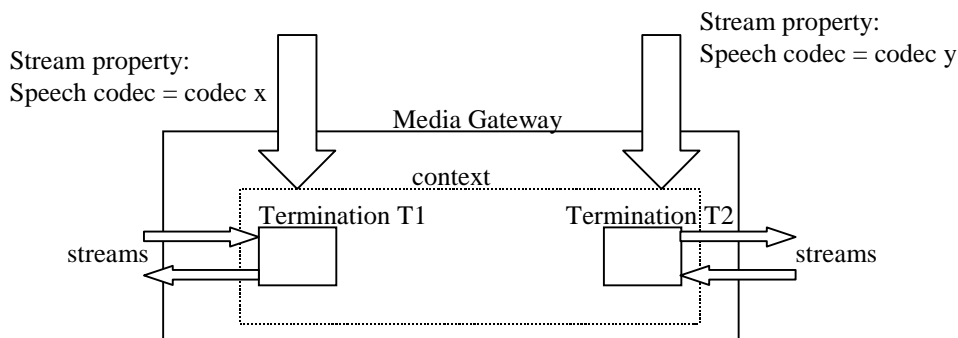 Stream property:
Speech codec = codec x
Stream property:
Speech codec = codec y
Media Gateway
context
Termination T1
Termination T2
streams
streams